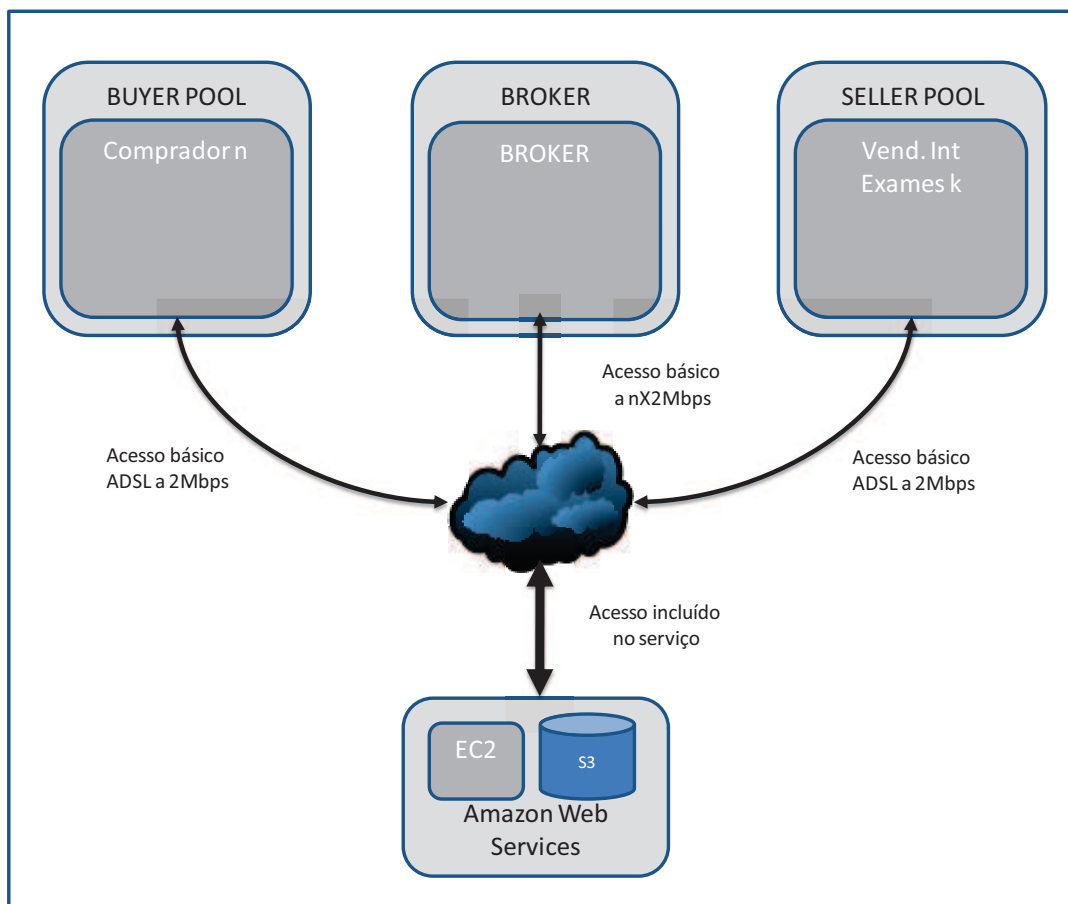 BUYER POOL
Comprador n
BROKER
BROKER
SELLER POOL
Vend. Int
Exames k
Acesso básico
a nX2Mbps
Acesso básico
ADSL a 2Mbps
Acesso básico
ADSL a 2Mbps
Acesso incluído
no serviço
EC2
S3
Amazon Web
Services